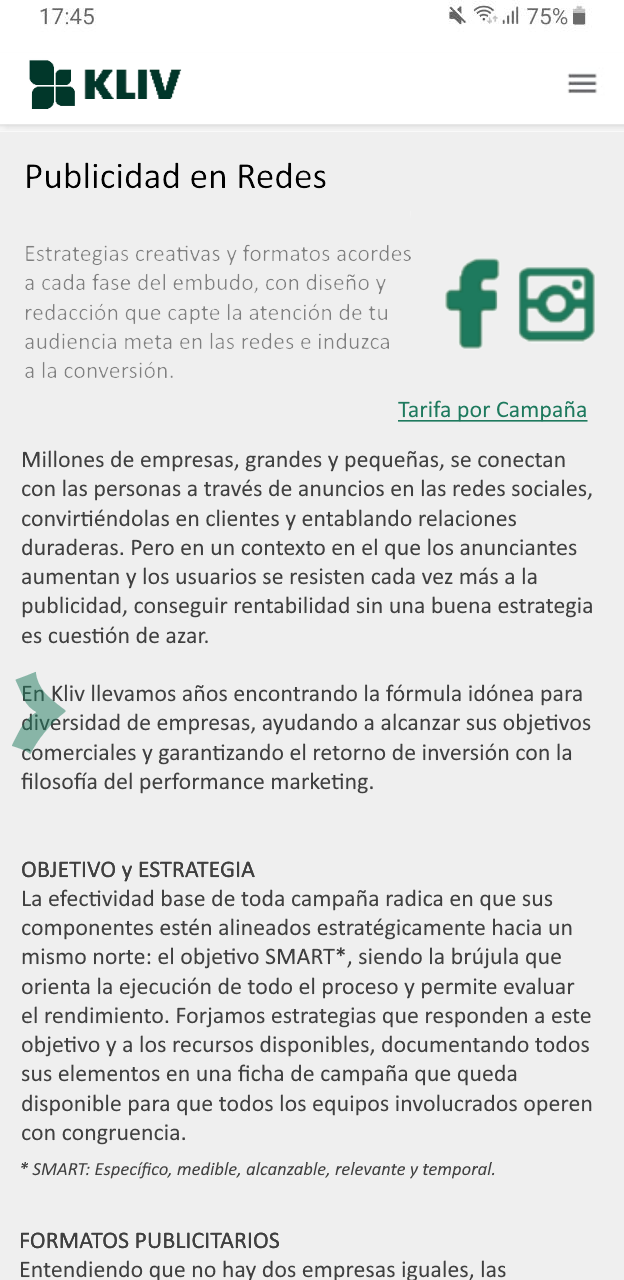 17:45
75%
KLIV
Publicidad en Redes
Estrategias creativas y formatos acordes
a cada fase del embudo, con diseño y
redacción que capte la atención de tu
audiencia meta en las redes e induzca
a la conversión.
Tarifa por Campaña
Millones de empresas, grandes y pequeñas, se conectan
con las personas a través de anuncios en las redes sociales,
convirtiéndolas en clientes y entablando relaciones
duraderas. Pero en un contexto en el que los anunciantes
aumentan y los usuarios se resisten cada vez más a la
publicidad, conseguir rentabilidad sin una buena estrategia
es cuestión de azar.
En Kliv llevamos años encontrando la fórmula idónea para
diversidad de empresas, ayudando a alcanzar sus objetivos
comerciales y garantizando el retorno de inversión con la
filosofía del performance marketing.
OBJETIVO y ESTRATEGIA
La efectividad base de toda campaña radica en que sus
componentes estén alineados estratégicamente hacia un
mismo norte: el objetivo SMART*, siendo la brújula que
orienta la ejecución de todo el proceso y permite evaluar
el rendimiento. Forjamos estrategias que responden a este
objetivo y a los recursos disponibles, documentando todos
sus elementos en una ficha de campaña que queda
disponible para que todos los equipos involucrados operen
con congruencia.
* SMART: Específico, medible, alcanzable, relevante y temporal.
FORMATOS PUBLICITARIOS
Entendiendo que no hay dos empresas iguales, las